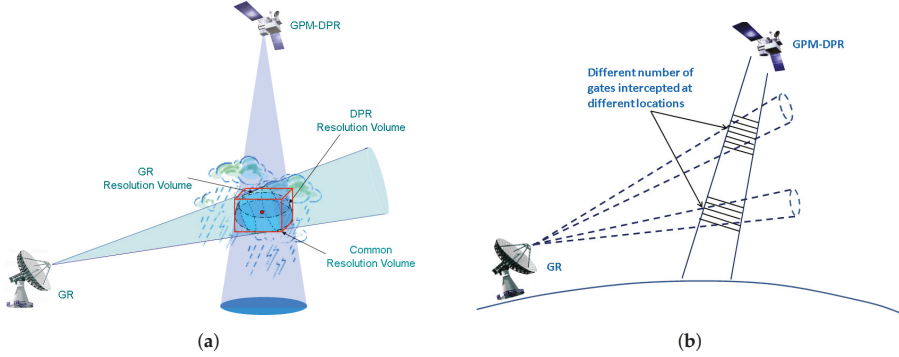 GPM-DPR
DPR
Resolution Volume
GR
Resolution Volume
Common
Resolution Volume
GR
(a)
GPM-DPR
Different number of
gates intercepted at
different locations
GR
(b)